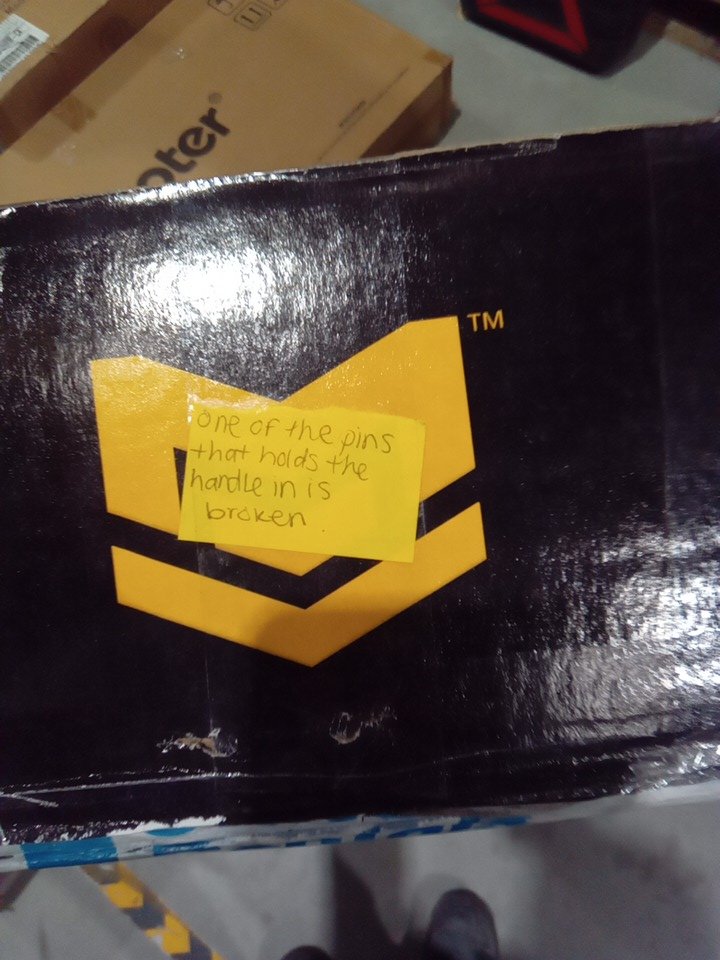 oter®
TM
one of the pins
that holds the
handle in is
broken